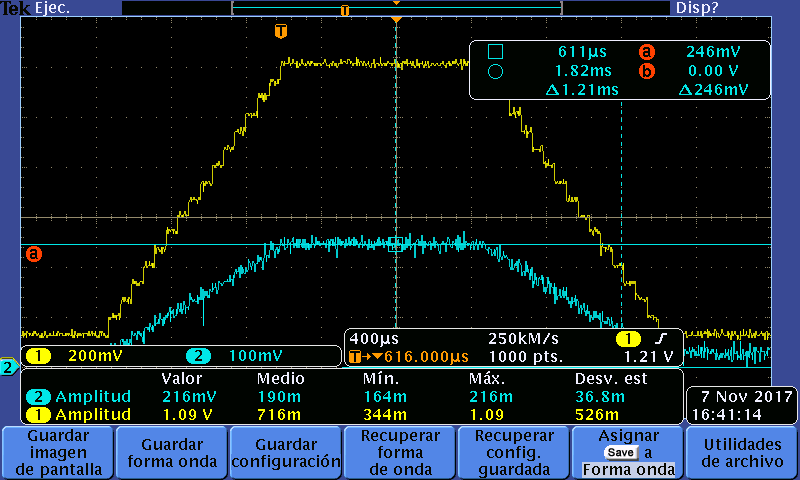 Tek Ejec. Disp?
T
T
611µs a 246mV
1.82ms b 0.00 V
Δ1.21ms Δ246mV
a
1 200mV 2 100mV
400µs 250kM/s 1
T→▼616.000µs 1000 pts. 1.21 V
2
Valor Medio Mín. Máx. Desv. est
2 Amplitud 216mV 190m 164m 216m 36.8m
1 Amplitud 1.09 V 716m 344m 1.09 526m
7 Nov 2017
16:41:14
Guardar imagen de pantalla
Guardar forma onda
Guardar configuración
Recuperar forma de onda
Recuperar config. guardada
Asignar Save a Forma onda
Utilidades de archivo